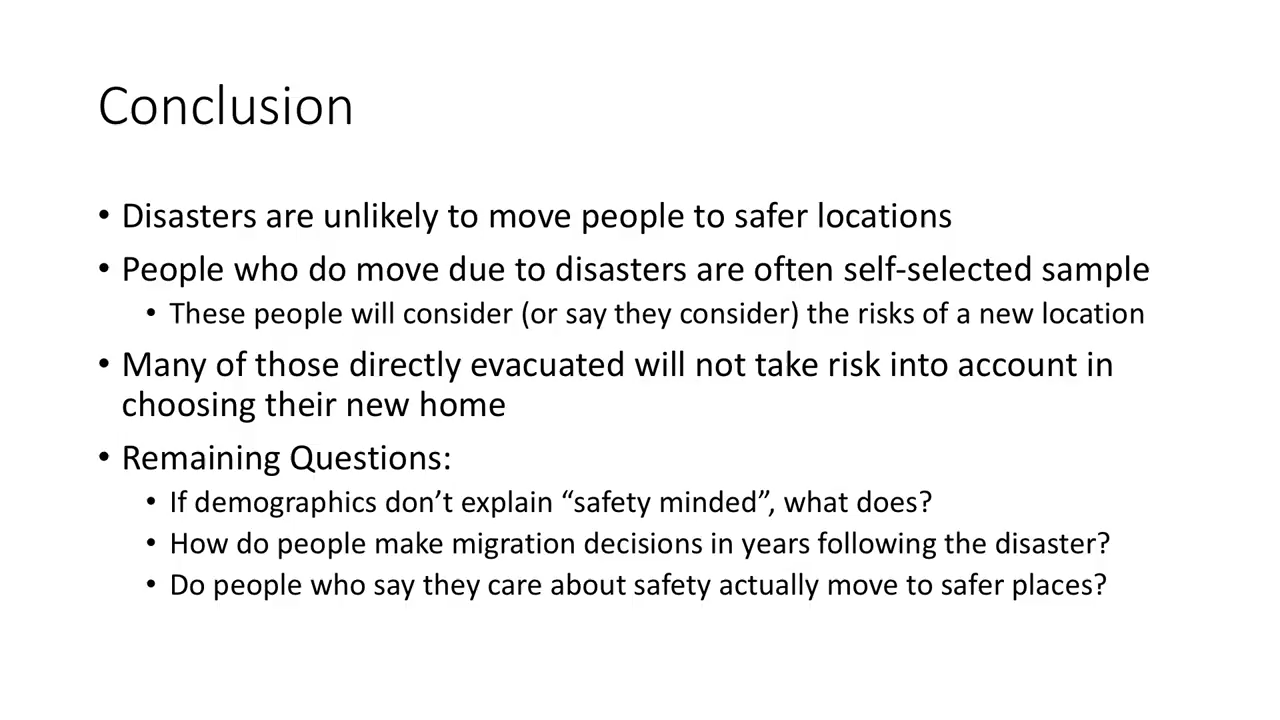 Conclusion
• Disasters are unlikely to move people to safer locations
• People who do move due to disasters are often self-selected sample
• These people will consider (or say they consider) the risks of a new location
• Many of those directly evacuated will not take risk into account in
choosing their new home
• Remaining Questions:
• If demographics don’t explain “safety minded”, what does?
• How do people make migration decisions in years following the disaster?
• Do people who say they care about safety actually move to safer places?